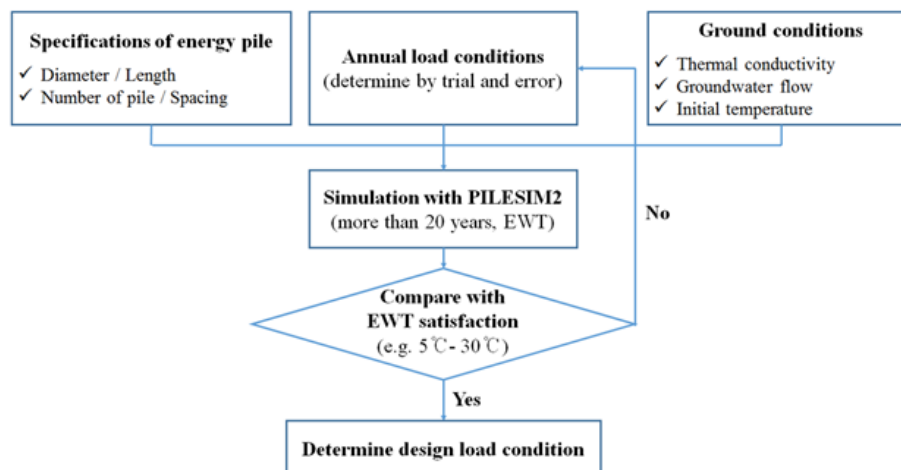 Specifications of energy pile
✓ Diameter / Length
✓ Number of pile / Spacing
Annual load conditions
(determine by trial and error)
Ground conditions
✓ Thermal conductivity
✓ Groundwater flow
✓ Initial temperature
Simulation with PILESIM2
(more than 20 years, EWT)
No
Compare with
EWT satisfaction
(e.g. 5℃- 30℃)
Yes
Determine design load condition